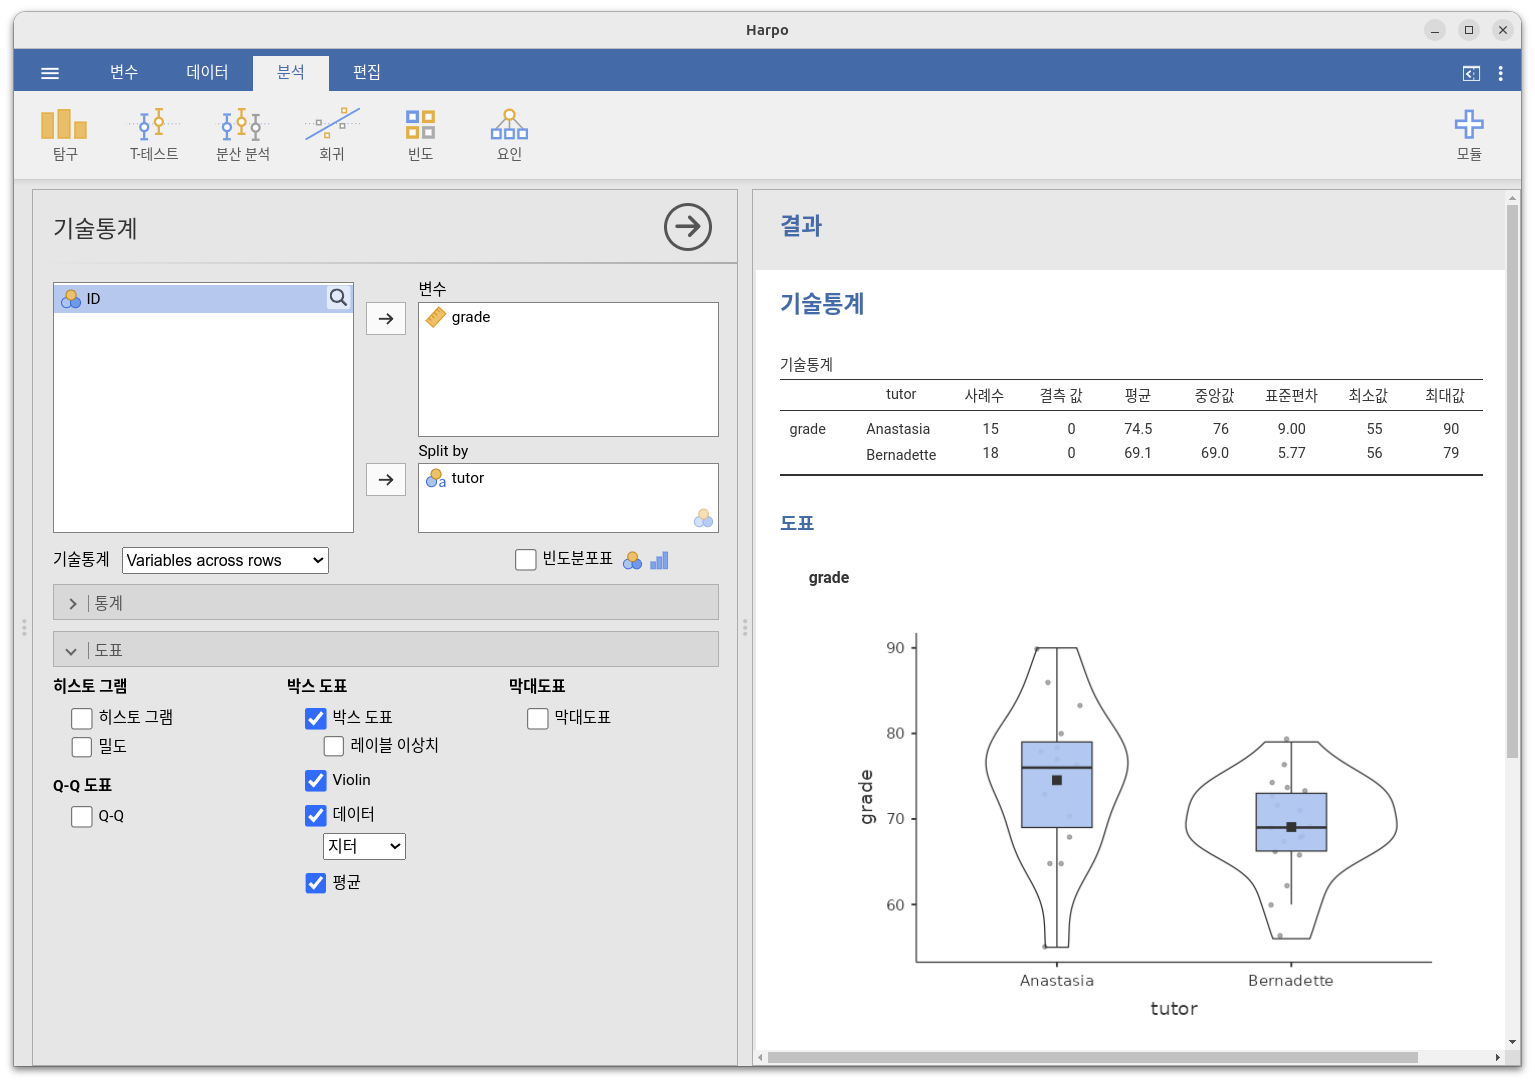 Harpo
변수 데이터 분석 편집
탐구 T-테스트 분산 분석 회귀 빈도 요인 모듈
기술통계
ID
변수
grade
Split by
a tutor
기술통계 Variables across rows 빈도분포표
통계
도표
히스토 그램 박스 도표 막대도표
히스토 그램 박스 도표 막대도표
밀도 레이블 이상치
Q-Q 도표 Violin
Q-Q 데이터
지터
평균
결과
기술통계
기술통계
tutor 사례수 결측 값 평균 중앙값 표준편차 최소값 최대값
grade Anastasia 15 0 74.5 76 9.00 55 90
Bernadette 18 0 69.1 69.0 5.77 56 79
도표
grade
90
80
70
60
grade
Anastasia Bernadette
tutor